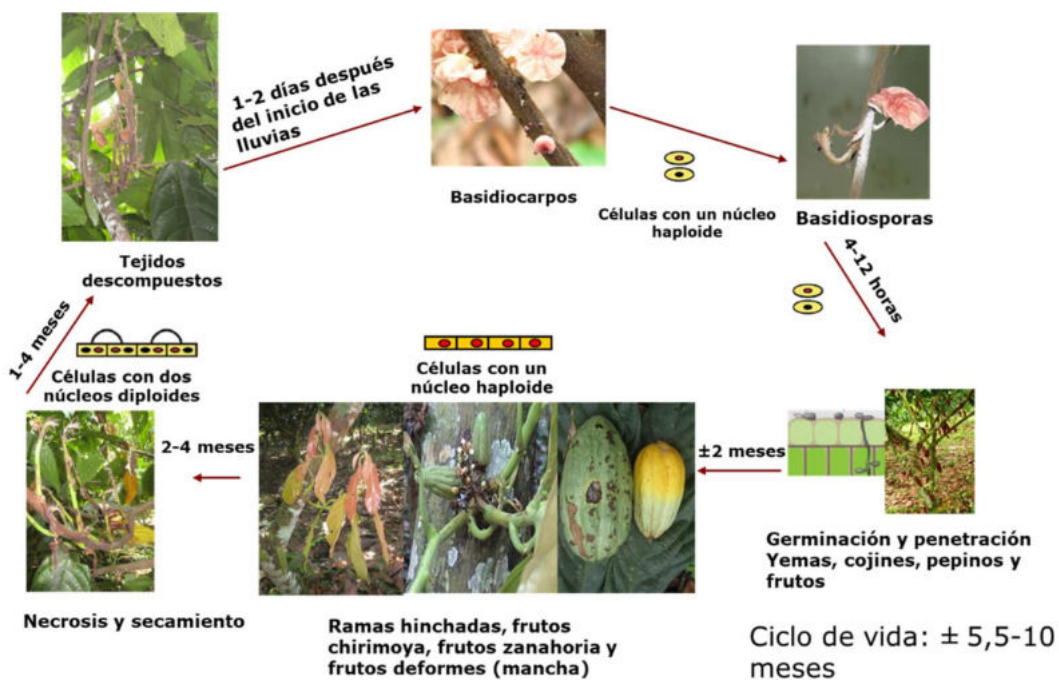 1-2 días después
del inicio de las
lluvias
Basidiocarpos
Células con un núcleo
haploide
Basidiosporas
4-12 horas
Tejidos
descompuestos
1-4 meses
Células con dos
núcleos diploides
Células con un
núcleo haploide
2-4 meses
±2 meses
Germinación y penetración
Yemas, cojines, pepinos y
frutos
Necrosis y secamiento
Ramas hinchadas, frutos
chirimoya, frutos zanahoria y
frutos deformes (mancha)
Ciclo de vida: ± 5,5-10
meses